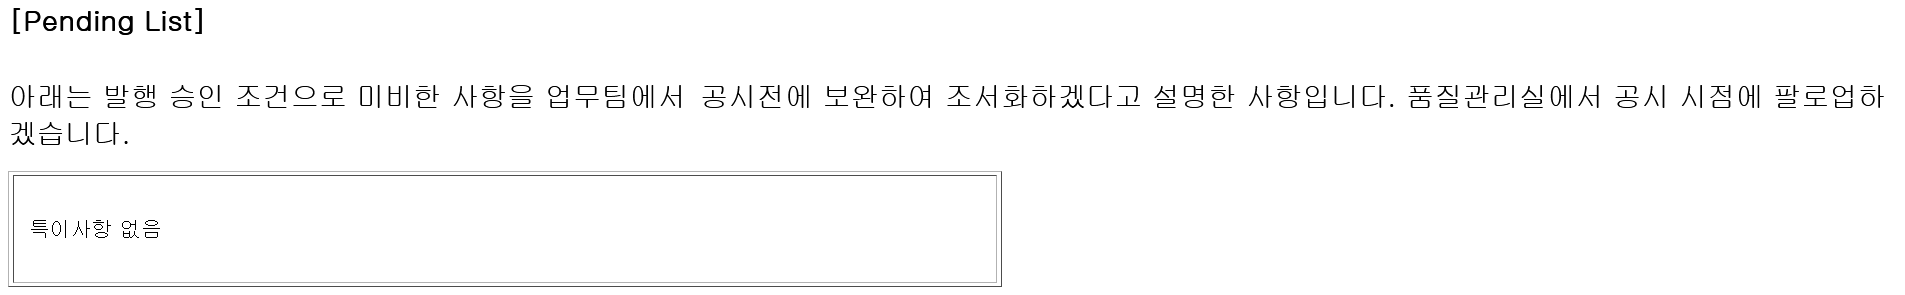 [Pending List]
아래는 발행 승인 조건으로 미비한 사항을 업무팀에서 공시전에 보완하여 조서화하겠다고 설명한 사항입니다. 품질관리실에서 공시 시점에 팔로업하
겠습니다.
특이사항 없음